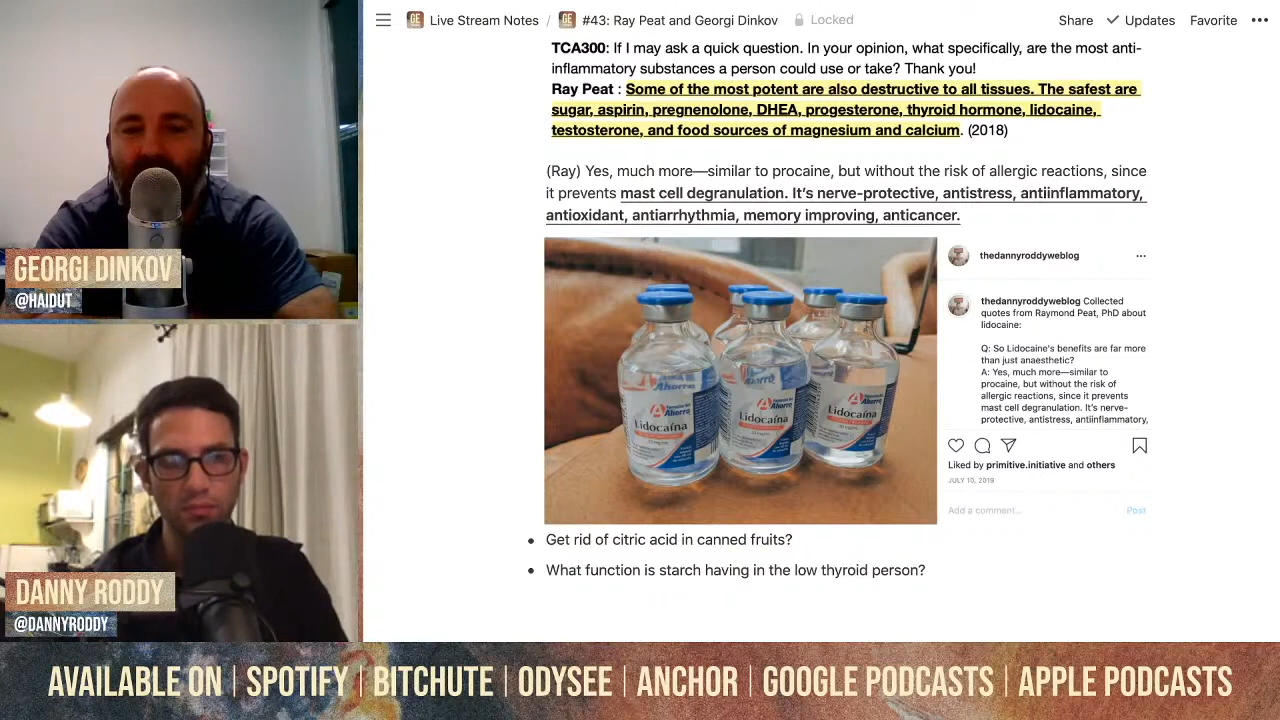 Live Stream Notes / #43: Ray Peat and Georgi Dinkov Locked
Share Updates Favorite
TCA300: If I may ask a quick question. In your opinion, what specifically, are the most anti-
inflammatory substances a person could use or take? Thank you!
Ray Peat : Some of the most potent are also destructive to all tissues. The safest are
sugar, aspirin, pregnenolone, DHEA, progesterone, thyroid hormone, lidocaine,
testosterone, and food sources of magnesium and calcium. (2018)
(Ray) Yes, much more—similar to procaine, but without the risk of allergic reactions, since
it prevents mast cell degranulation. It’s nerve-protective, antistress, antiinflammatory,
antioxidant, antiarrhythmia, memory improving, anticancer.
Ahorro
Lidocaína
Ahorro
Lidocaína
Ahorro
Lidocaína
thedannyroddyweblog
thedannyroddyweblog Collected
quotes from Raymond Peat, PhD about
lidocaine:
Q: So Lidocaine's benefits are far more
than just anaesthetic?
A: Yes, much more—similar to
procaine, but without the risk of
allergic reactions, since it prevents
mast cell degranulation. It’s nerve-
protective, antistress, antiinflammatory,
Liked by primitive.initiative and others
JULY 10, 2019
Add a comment...
Post
• Get rid of citric acid in canned fruits?
• What function is starch having in the low thyroid person?
GEORGI DINKOV
@HAIDUT
DANNY RODDY
@DANNYRODDY
AVAILABLE ON | SPOTIFY | BITCHUTE | ODYSEE | ANCHOR | GOOGLE PODCASTS | APPLE PODCASTS